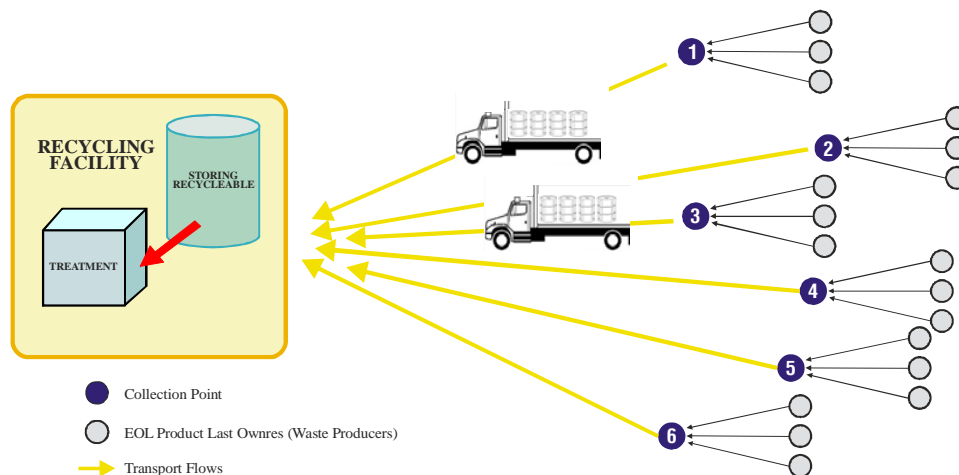 1
2
3
4
5
6
RECYCLING
FACILITY
STORING
RECYCLEABLE
TREATMENT
Collection Point
EOL Product Last Ownres (Waste Producers)
Transport Flows